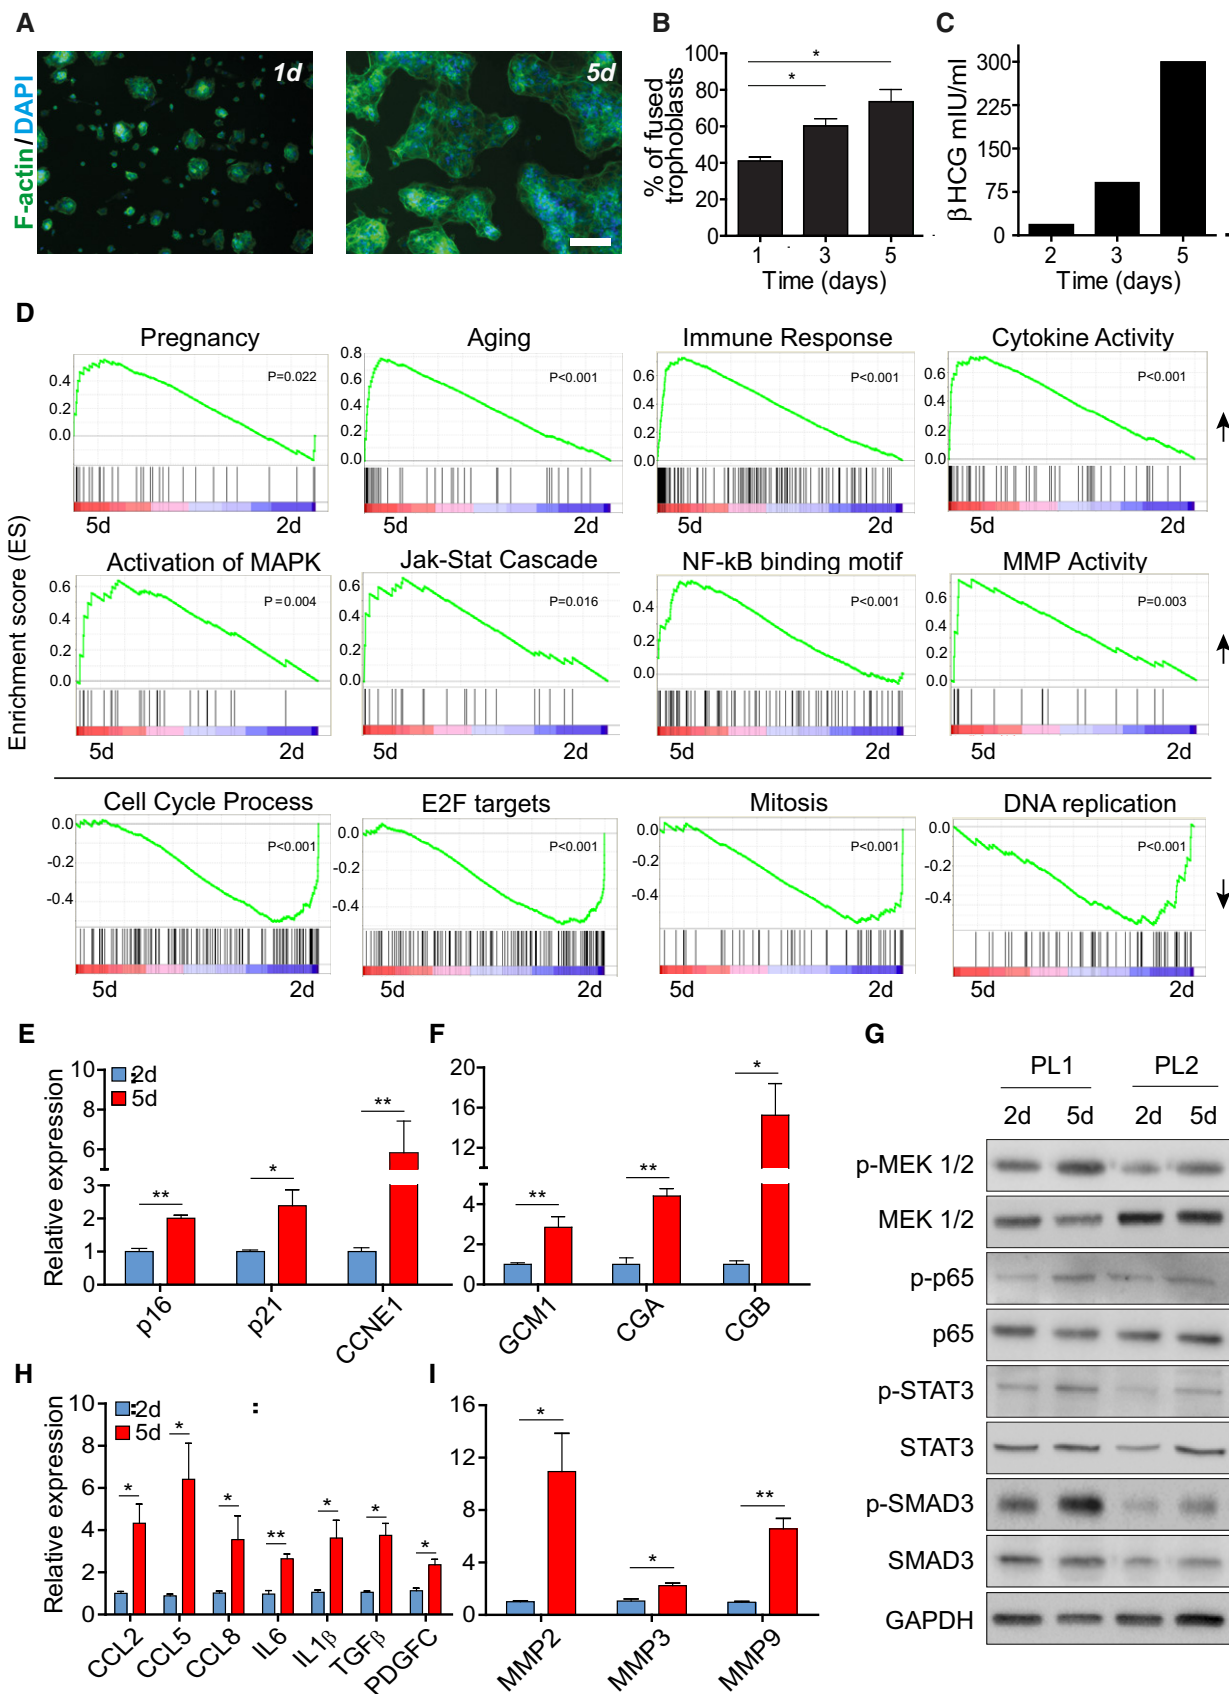 A
B
C
F-actin/DAPI
1d
5d
% of fused trophoblasts
100
80
60
40
20
0
*
*
1 3 5
Time (days)
βHCG mIU/ml
300
225
150
75
0
2 3 5
Time (days)
D
Enrichment score (ES)
Pregnancy
P=0.022
0.4
0.2
0.0
5d 2d
Aging
P<0.001
0.8
0.6
0.4
0.2
0.0
5d 2d
Immune Response
P<0.001
0.6
0.4
0.2
0.0
5d 2d
Cytokine Activity
P<0.001
0.6
0.4
0.2
0.0
5d 2d
Activation of MAPK
P=0.004
0.6
0.4
0.2
0.0
5d 2d
Jak-Stat Cascade
P=0.016
0.6
0.4
0.2
0.0
5d 2d
NF-kB binding motif
P<0.001
0.4
0.2
0.0
5d 2d
MMP Activity
P=0.003
0.6
0.4
0.2
0.0
5d 2d
Cell Cycle Process
P<0.001
0.0
-0.2
-0.4
5d 2d
E2F targets
P<0.001
0.0
-0.2
-0.4
5d 2d
Mitosis
P<0.001
0.0
-0.2
-0.4
5d 2d
DNA replication
P<0.001
0.0
-0.2
-0.4
5d 2d
E
Relative expression
2d
5d
10
8
6
4
3
2
1
0
**
*
**
p16 p21 CCNE1
F
20
16
12
8
4
2
0
**
**
*
GCM1 CGA CGB
G
PL1 PL2
2d 5d 2d 5d
p-MEK 1/2
MEK 1/2
p-p65
p65
p-STAT3
STAT3
p-SMAD3
SMAD3
GAPDH
H
Relative expression
2d
5d
10
8
6
4
2
0
*
*
*
**
*
*
*
CCL2 CCL5 CCL8 IL6 IL1β TGFβ PDGFC
I
16
12
8
4
0
*
*
**
MMP2 MMP3 MMP9